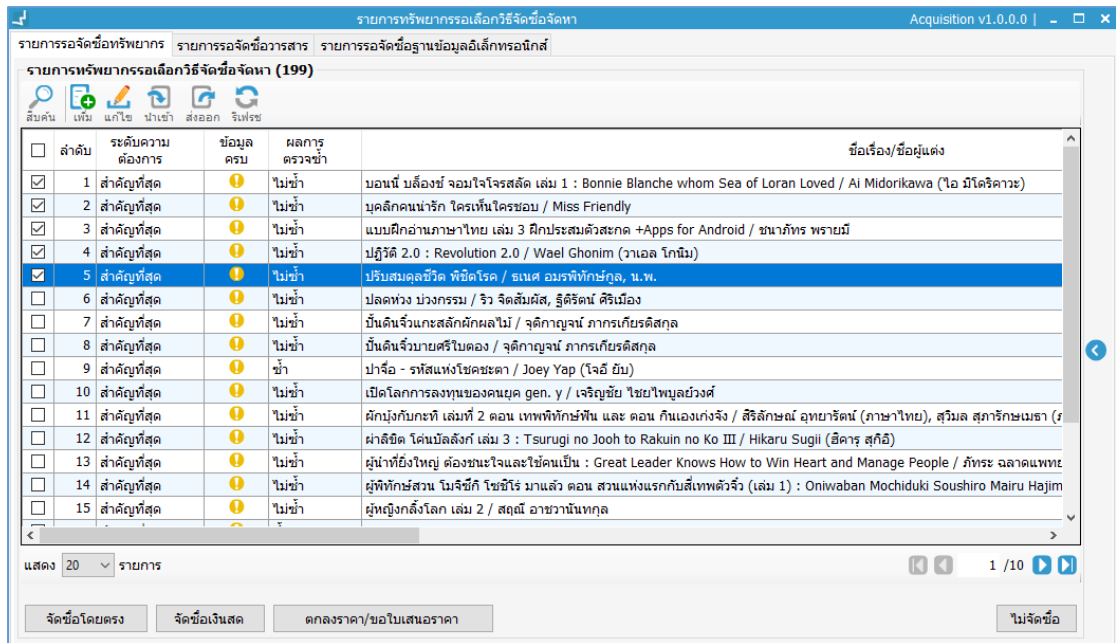 รายการทรัพยากรรอเลือกวิธีจัดซื้อจัดหา Acquisition v1.0.0.0
รายการรอจัดซื้อทรัพยากร รายการรอจัดซื้อวารสาร รายการรอจัดซื้อฐานข้อมูลอิเล็กทรอนิกส์
รายการทรัพยากรรอเลือกวิธีจัดซื้อจัดหา (199)
สืบค้น เพิ่ม แก้ไข นำเข้า ส่งออก รีเฟรช
ลำดับ ระดับความต้องการ ข้อมูลครบ ผลการตรวจซ้ำ ชื่อเรื่อง/ชื่อผู้แต่ง
1 สำคัญที่สุด ไม่ซ้ำ บอนนี่ บล็องช์ จอมใจโจรสลัด เล่ม 1 : Bonnie Blanche whom Sea of Loran Loved / Ai Midorikawa (ไอ มิโดริคาวะ)
2 สำคัญที่สุด ไม่ซ้ำ บุคลิกคนน่ารัก ใครเห็นใครชอบ / Miss Friendly
3 สำคัญที่สุด ไม่ซ้ำ แบบฝึกอ่านภาษาไทย เล่ม 3 ฝึกประสมตัวสะกด +Apps for Android / ชนาภัทร พรายมี
4 สำคัญที่สุด ไม่ซ้ำ ปฏิวัติ 2.0 : Revolution 2.0 / Wael Ghonim (วาเอล โกนิม)
5 สำคัญที่สุด ไม่ซ้ำ ปรับสมดุลชีวิต พิชิตโรค / ธเนศ อมรพิทักษ์กูล, น.พ.
6 สำคัญที่สุด ไม่ซ้ำ ปลดห่วง บ่วงกรรม / ริว จิตสัมผัส, ฐิติรัตน์ ศิริเมือง
7 สำคัญที่สุด ไม่ซ้ำ ปั้นดินจิ๋วแกะสลักผักผลไม้ / จุติกาญจน์ ภากรเกียรติสกุล
8 สำคัญที่สุด ไม่ซ้ำ ปั้นดินจิ๋วบายศรีใบตอง / จุติกาญจน์ ภากรเกียรติสกุล
9 สำคัญที่สุด ซ้ำ ปาจื่อ - รหัสแห่งโชคชะตา / Joey Yap (โจอี ยับ)
10 สำคัญที่สุด ไม่ซ้ำ เปิดโลกการลงทุนของคนยุค gen. y / เจริญชัย ไชยไพบูลย์วงศ์
11 สำคัญที่สุด ไม่ซ้ำ ผักบุ้งกับกะทิ เล่มที่ 2 ตอน เทพพิทักษ์ฟัน และ ตอน กินเองเก่งจัง / สิริลักษณ์ อุทยารัตน์ (ภาษาไทย), สุวิมล สุภารักษเมธา
12 สำคัญที่สุด ไม่ซ้ำ ผ่าลิขิต โค่นบัลลังก์ เล่ม 3 : Tsurugi no Jooh to Rakuin no Ko III / Hikaru Sugii (ฮิคารุ สุกิอิ)
13 สำคัญที่สุด ไม่ซ้ำ ผู้นำที่ยิ่งใหญ่ ต้องชนะใจและใช้คนเป็น : Great Leader Knows How to Win Heart and Manage People / ภัทระ ฉลาดแพทย
14 สำคัญที่สุด ไม่ซ้ำ ผู้พิทักษ์สวน โมจิซึกิ โซชิโร่ มาแล้ว ตอน สวนแห่งแรกกับสี่เทพตัวจิ๋ว (เล่ม 1) : Oniwaban Mochiduki Soushiro Mairu Hajim
15 สำคัญที่สุด ไม่ซ้ำ ผู้หญิงกลิ้งโลก เล่ม 2 / สฤณี อาชวานันทกุล
แสดง 20 รายการ 1 /10
จัดซื้อโดยตรง จัดซื้อเงินสด ตกลงราคา/ขอใบเสนอราคา ไม่จัดซื้อ